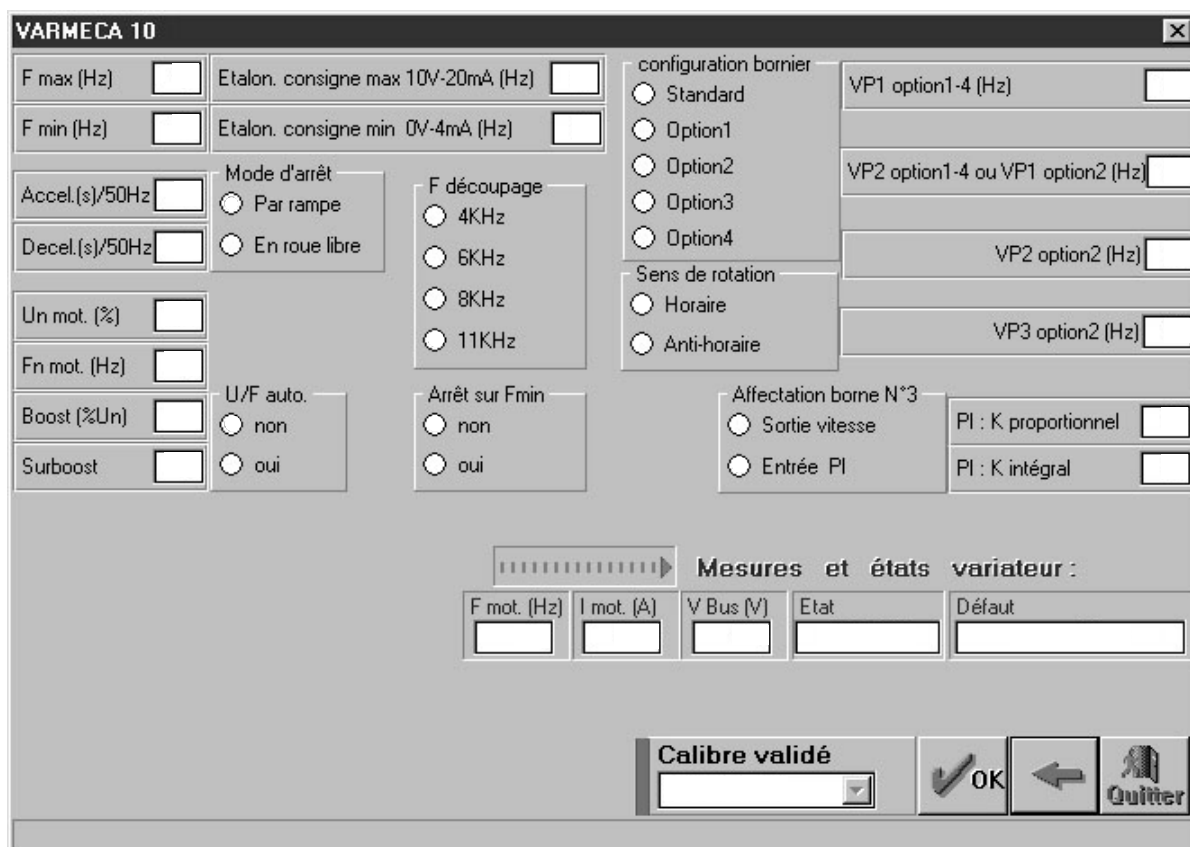 VARMECA 10
F max (Hz)
Etalon. consigne max 10V-20mA (Hz)
F min (Hz)
Etalon. consigne min 0V-4mA (Hz)
configuration bornier
Standard
Option1
Option2
Option3
Option4
VP1 option1-4 (Hz)
VP2 option1-4 ou VP1 option2 (Hz)
VP2 option2 (Hz)
VP3 option2 (Hz)
Accel.(s)/50Hz
Decel.(s)/50Hz
Mode d'arrêt
Par rampe
En roue libre
F découpage
4KHz
6KHz
8KHz
11KHz
Sens de rotation
Horaire
Anti-horaire
Un mot. (%)
Fn mot. (Hz)
Boost (%Un)
Surboost
U/F auto.
non
oui
Arrêt sur Fmin
non
oui
Affectation borne N°3
Sortie vitesse
Entrée PI
PI : K proportionnel
PI : K intégral
Mesures et états variateur :
F mot. (Hz)
I mot. (A)
V Bus (V)
Etat
Défaut
Calibre validé
OK
Quitter